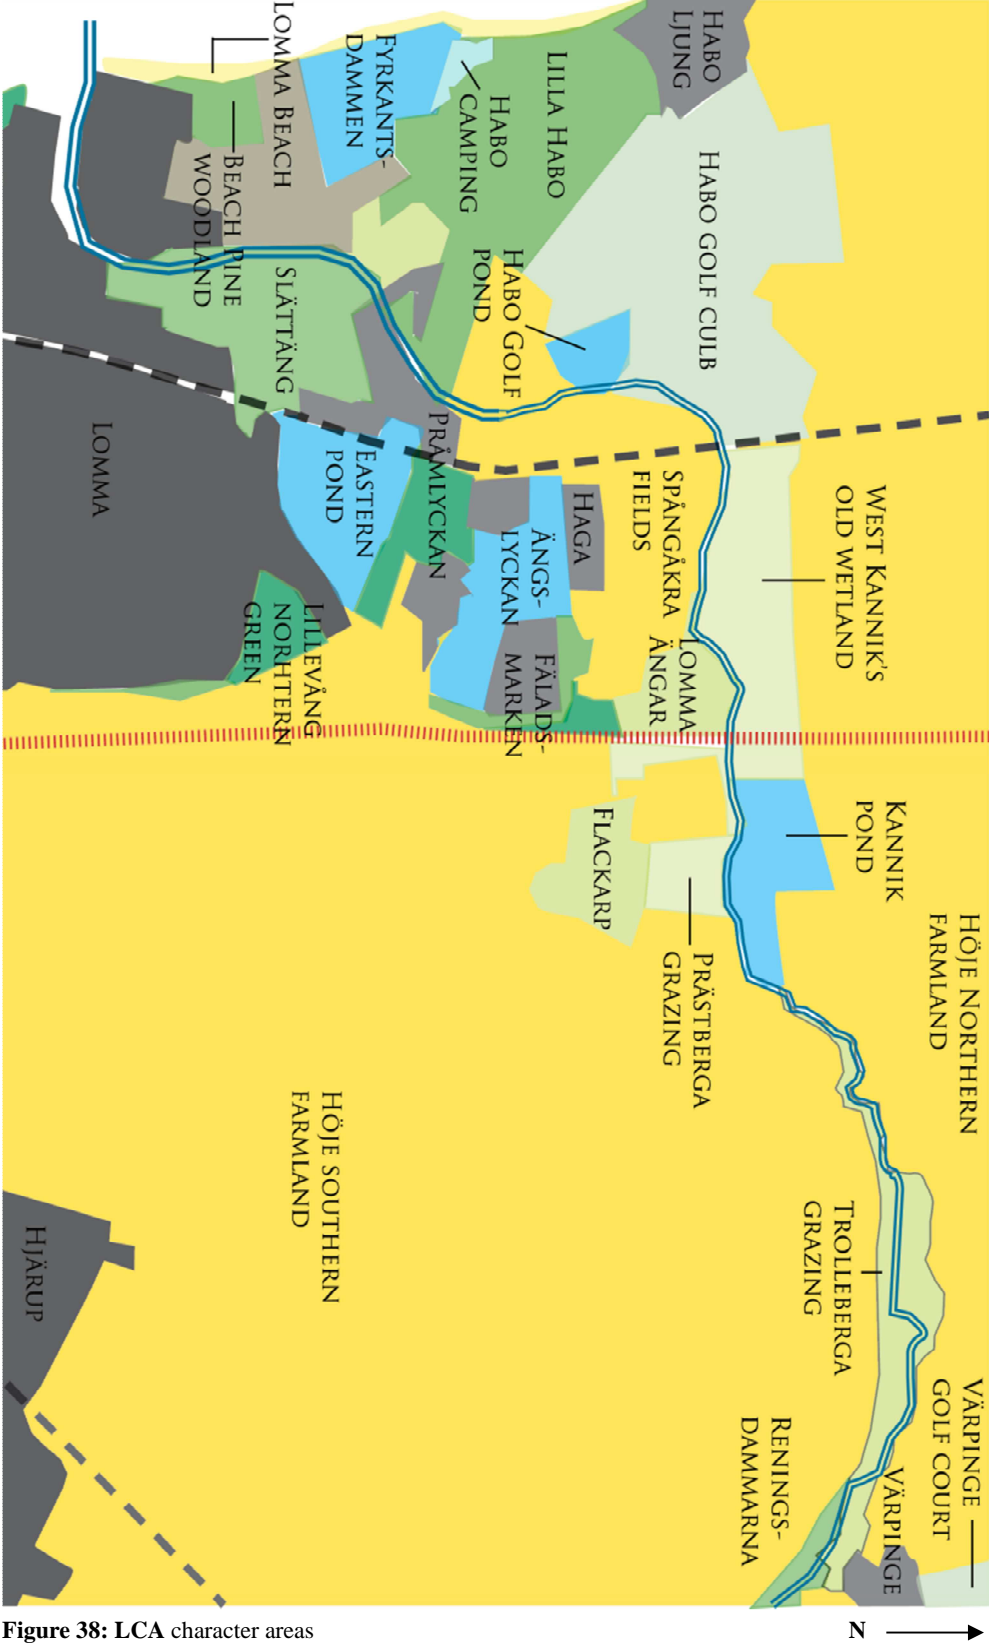 HABO
LJUNG
LOMMA BEACH
FYRKANTS-
DAMMEN
HABO
CAMPING
LILLA HABO
HABO GOLF CULB
BEACH PINE
WOODLAND
SLÄTTÄNG
HABO GOLF
POND
LOMMA
EASTERN
POND
PRÅMLYCKAN
HAGA
ÄNGS-
LYCKAN
SPÅNGÅKRA
FIELDS
WEST KANNIK'S
OLD WETLAND
LILLEVÅNG
NORHTERN
GREEN
FÄLADS-
MARKEN
LOMMA
ÄNGAR
FLACKARP
KANNIK
POND
PRÄSTBERGA
GRAZING
HÖJE NORTHERN
FARMLAND
HÖJE SOUTHERN
FARMLAND
TROLLEBERGA
GRAZING
HJÄRUP
RENINGS-
DAMMARNA
VÄRPINGE
GOLF COURT
VÄRPINGE
Figure 38: LCA character areas
N